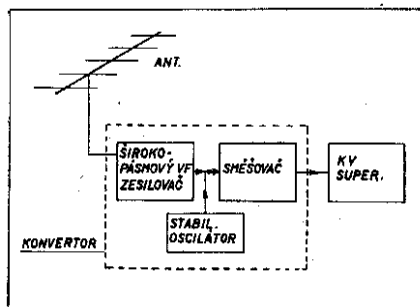 ANT.
ŠIROKO-
PÁSMOVÝ VF
ZESILOVAČ
SMĚŠOVAČ
KV
SUPER.
STABIL.
OSCILÁTOR
KONVERTOR